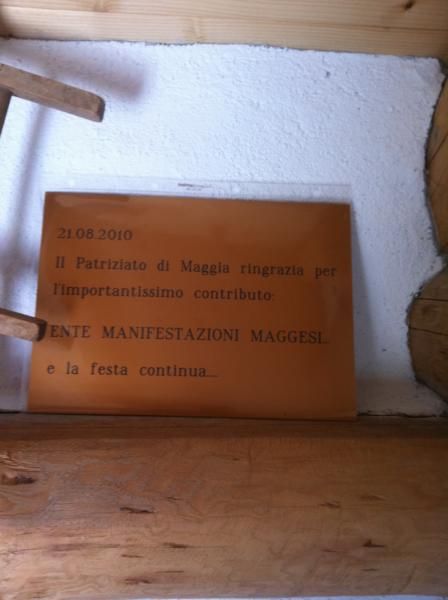 21.08.2010
Il Patriziato di Maggia ringrazia per
l'importantissimo contributo:
ENTE MANIFESTAZIONI MAGGESI...
e la festa continua....